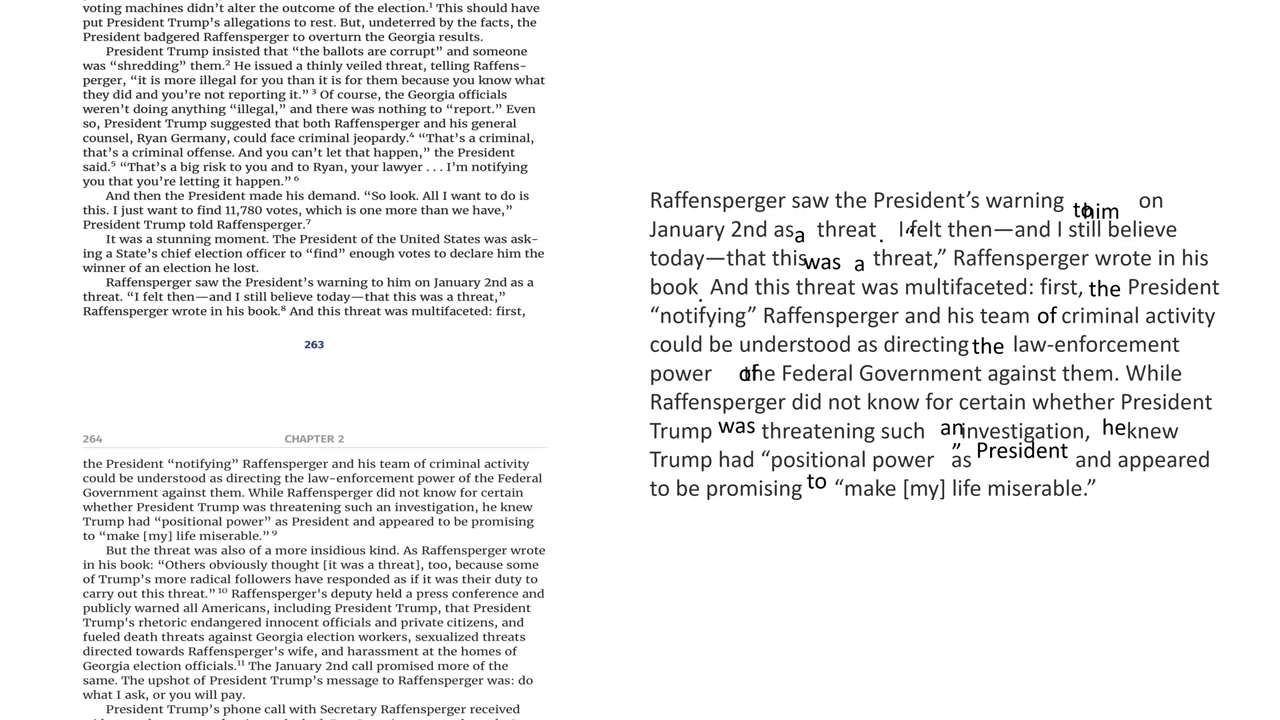 voting machines didn’t alter the outcome of the election.¹ This should have
put President Trump’s allegations to rest. But, undeterred by the facts, the
President badgered Raffensperger to overturn the Georgia results.
President Trump insisted that “the ballots are corrupt” and someone
was “shredding” them.² He issued a thinly veiled threat, telling Raffens-
perger, “it is more illegal for you than it is for them because you know what
they did and you’re not reporting it.” ³ Of course, the Georgia officials
weren’t doing anything “illegal,” and there was nothing to “report.” Even
so, President Trump suggested that both Raffensperger and his general
counsel, Ryan Germany, could face criminal jeopardy.⁴ “That’s a criminal,
that’s a criminal offense. And you can’t let that happen,” the President
said.⁵ “That’s a big risk to you and to Ryan, your lawyer . . . I’m notifying
you that you’re letting it happen.” ⁶
And then the President made his demand. “So look. All I want to do is
this. I just want to find 11,780 votes, which is one more than we have,”
President Trump told Raffensperger.⁷
It was a stunning moment. The President of the United States was ask-
ing a State’s chief election officer to “find” enough votes to declare him the
winner of an election he lost.
Raffensperger saw the President’s warning to him on January 2nd as a
threat. “I felt then—and I still believe today—that this was a threat,”
Raffensperger wrote in his book.⁸ And this threat was multifaceted: first,
263
264 CHAPTER 2
the President “notifying” Raffensperger and his team of criminal activity
could be understood as directing the law-enforcement power of the Federal
Government against them. While Raffensperger did not know for certain
whether President Trump was threatening such an investigation, he knew
Trump had “positional power” as President and appeared to be promising
to “make [my] life miserable.” ⁹
But the threat was also of a more insidious kind. As Raffensperger wrote
in his book: “Others obviously thought [it was a threat], too, because some
of Trump’s more radical followers have responded as if it was their duty to
carry out this threat.” ¹⁰ Raffensperger's deputy held a press conference and
publicly warned all Americans, including President Trump, that President
Trump's rhetoric endangered innocent officials and private citizens, and
fueled death threats against Georgia election workers, sexualized threats
directed towards Raffensperger's wife, and harassment at the homes of
Georgia election officials.¹¹ The January 2nd call promised more of the
same. The upshot of President Trump’s message to Raffensperger was: do
what I ask, or you will pay.
President Trump’s phone call with Secretary Raffensperger received
Raffensperger saw the President’s warning to him on
January 2nd as a threat. “I felt then—and I still believe
today—that this was a threat,” Raffensperger wrote in his
book. And this threat was multifaceted: first, the President
“notifying” Raffensperger and his team of criminal activity
could be understood as directing the law-enforcement
power of the Federal Government against them. While
Raffensperger did not know for certain whether President
Trump was threatening such an investigation, he knew
Trump had “positional power” as President and appeared
to be promising to “make [my] life miserable.”